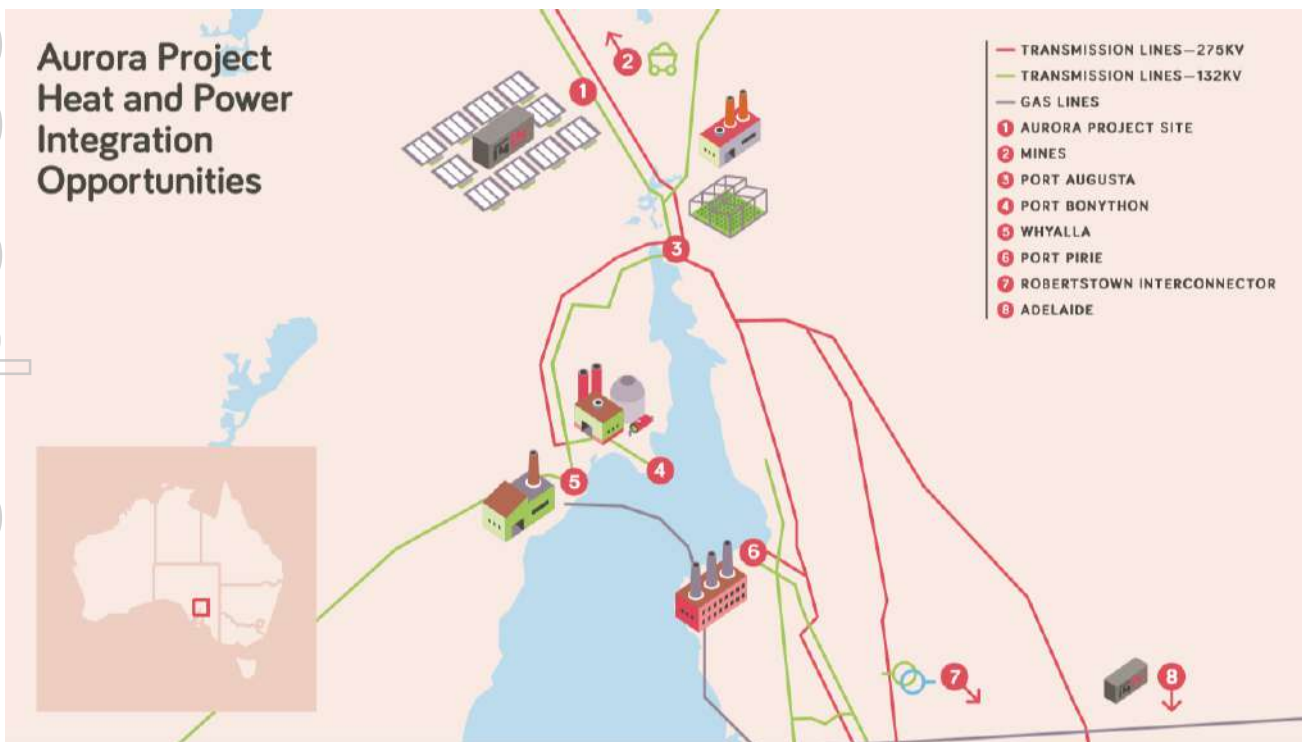 Aurora Project
Heat and Power
Integration
Opportunities
TRANSMISSION LINES—275KV
TRANSMISSION LINES—132KV
GAS LINES
1 AURORA PROJECT SITE
2 MINES
3 PORT AUGUSTA
4 PORT BONYTHON
5 WHYALLA
6 PORT PIRIE
7 ROBERTSTOWN INTERCONNECTOR
8 ADELAIDE
2
1
3
4
5
6
7
8